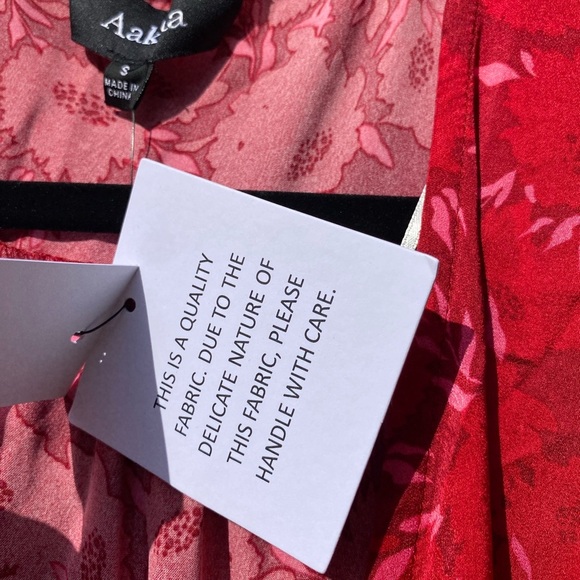 Aakaa
S
MADE IN
CHINA
THIS IS A QUALITY
FABRIC. DUE TO THE
DELICATE NATURE OF
THIS FABRIC, PLEASE
HANDLE WITH CARE.